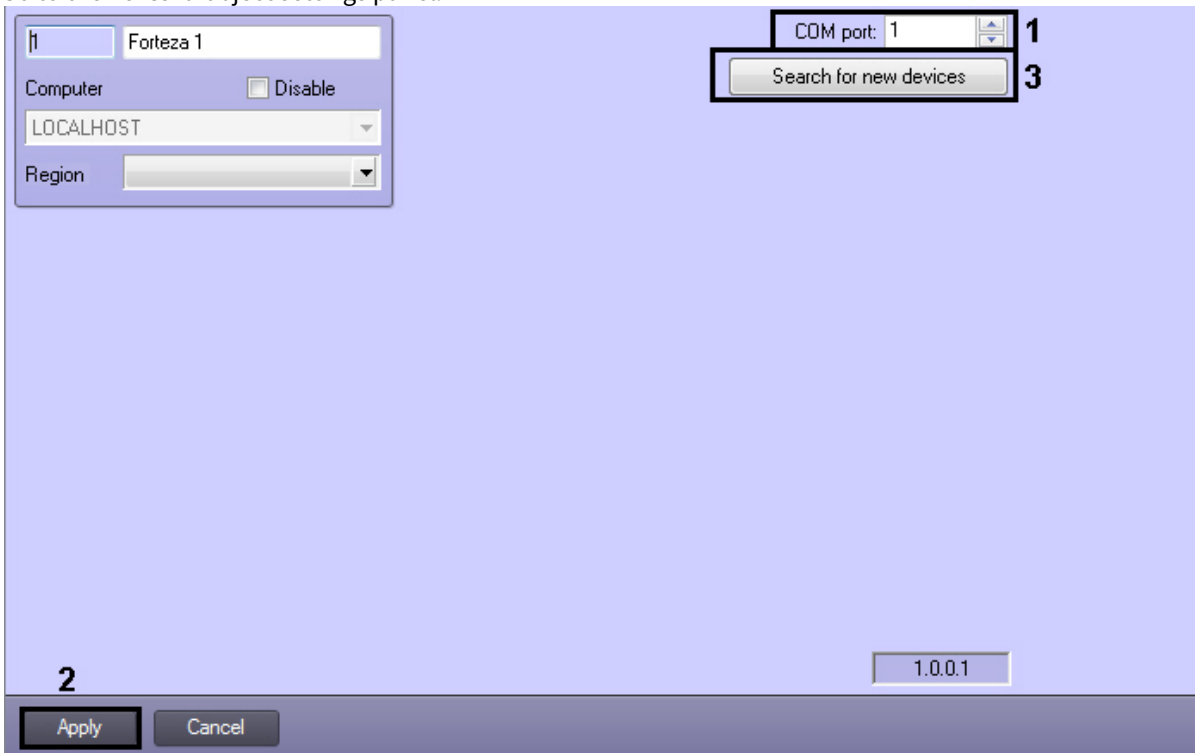 1 Forteza 1
COM port: 1 1
Search for new devices 3
Computer Disable
LOCALHOST
Region
1.0.0.1
2
Apply Cancel